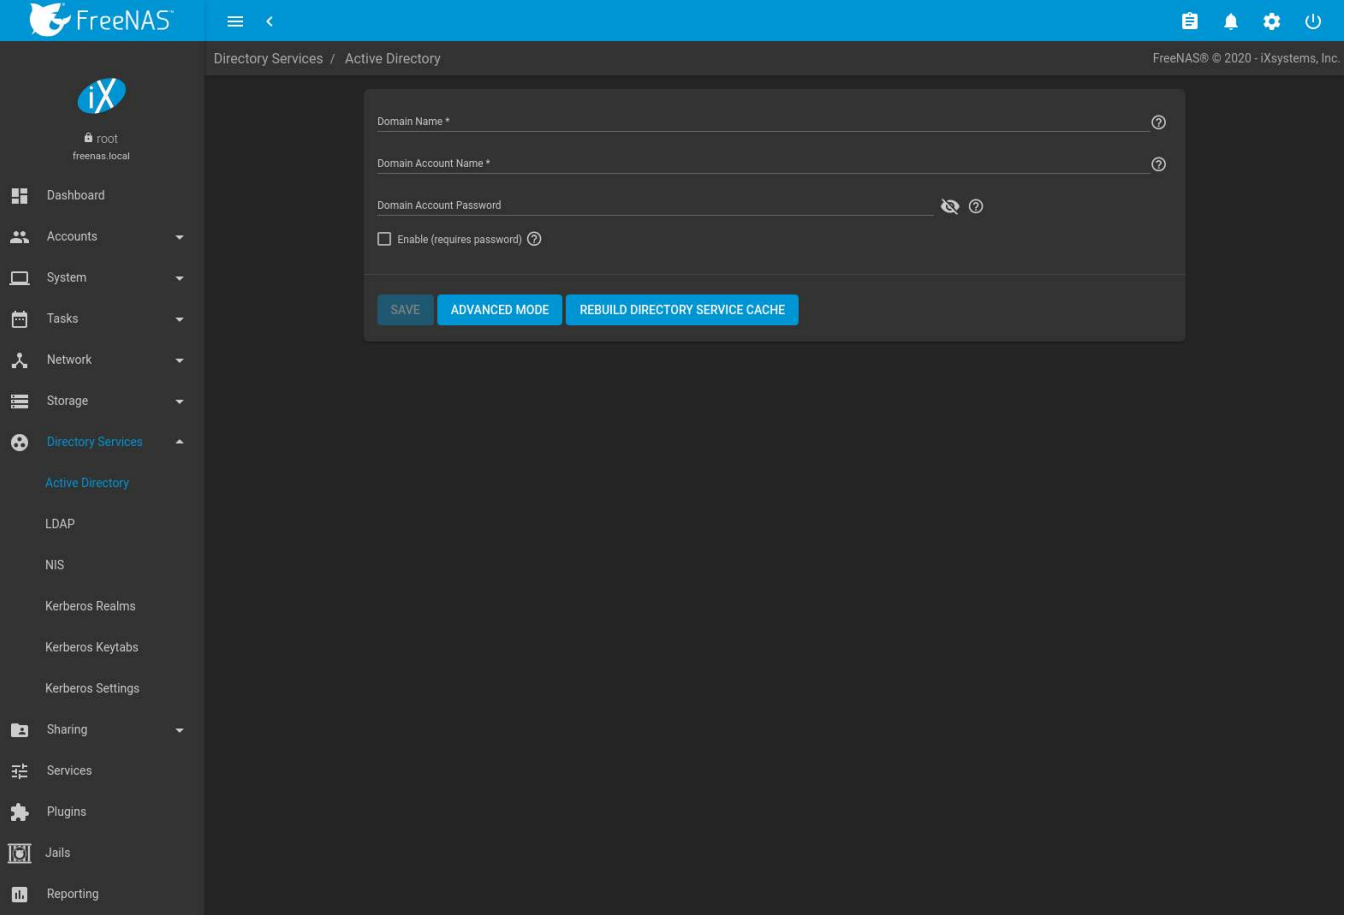 FreeNAS™
Directory Services / Active Directory
FreeNAS® © 2020 - iXsystems, Inc.
iX
root
freenas.local
Dashboard
Accounts
System
Tasks
Network
Storage
Directory Services
Active Directory
LDAP
NIS
Kerberos Realms
Kerberos Keytabs
Kerberos Settings
Sharing
Services
Plugins
Jails
Reporting
Domain Name *
Domain Account Name *
Domain Account Password
Enable (requires password)
SAVE ADVANCED MODE REBUILD DIRECTORY SERVICE CACHE